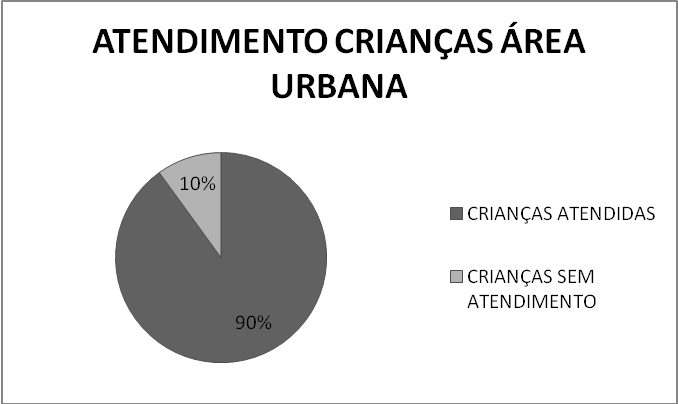 ATENDIMENTO CRIANÇAS ÁREA
URBANA
10%
90%
CRIANÇAS ATENDIDAS
CRIANÇAS SEM
ATENDIMENTO